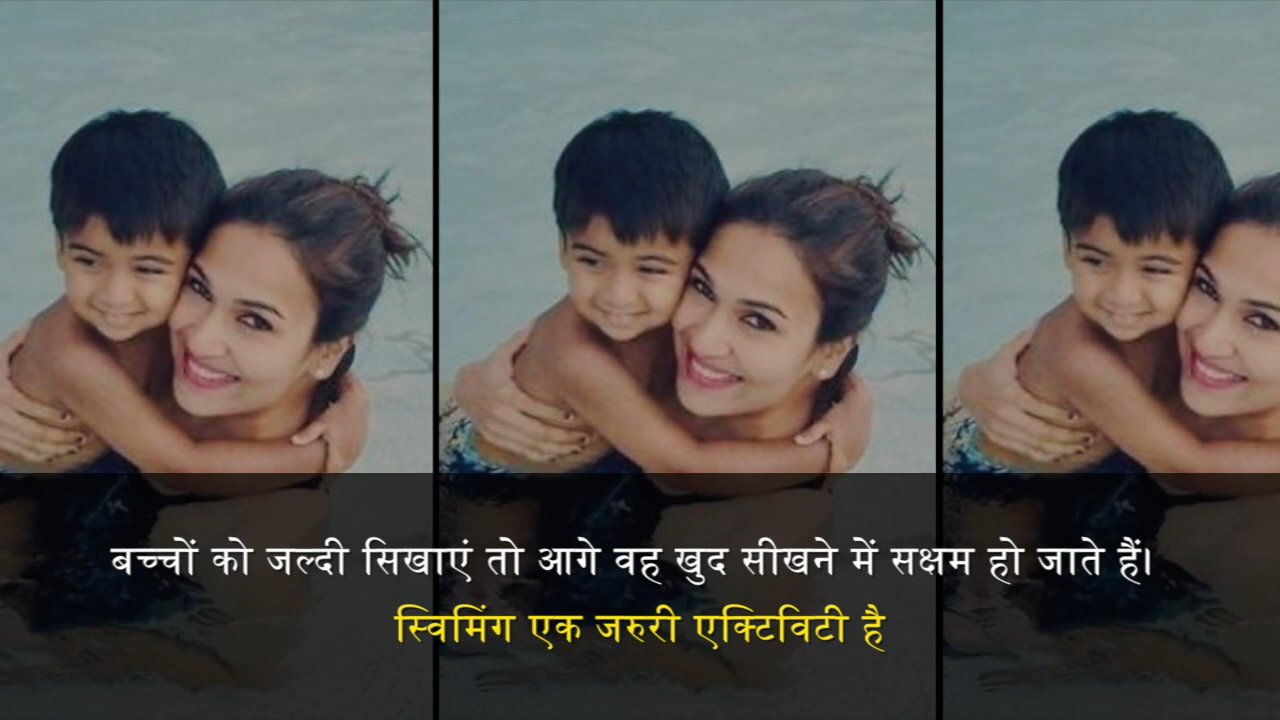 बच्चों को जल्दी सिखाएं तो आगे वह खुद सीखने में सक्षम हो जाते हैं।
स्विमिंग एक जरुरी एक्टिविटी है